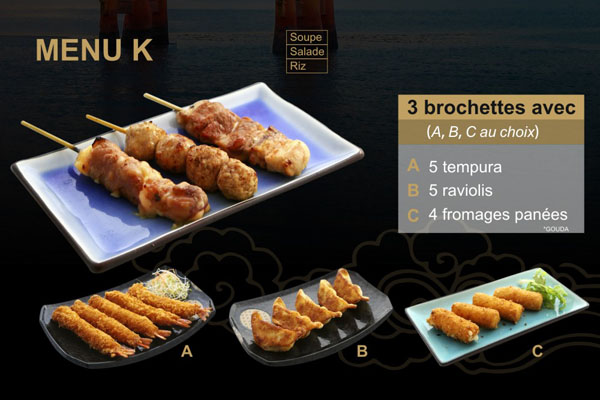 MENU K
Soupe
Salade
Riz
3 brochettes avec
(A, B, C au choix)
A 5 tempura
B 5 raviolis
C 4 fromages panées
*GOUDA
A
B
C